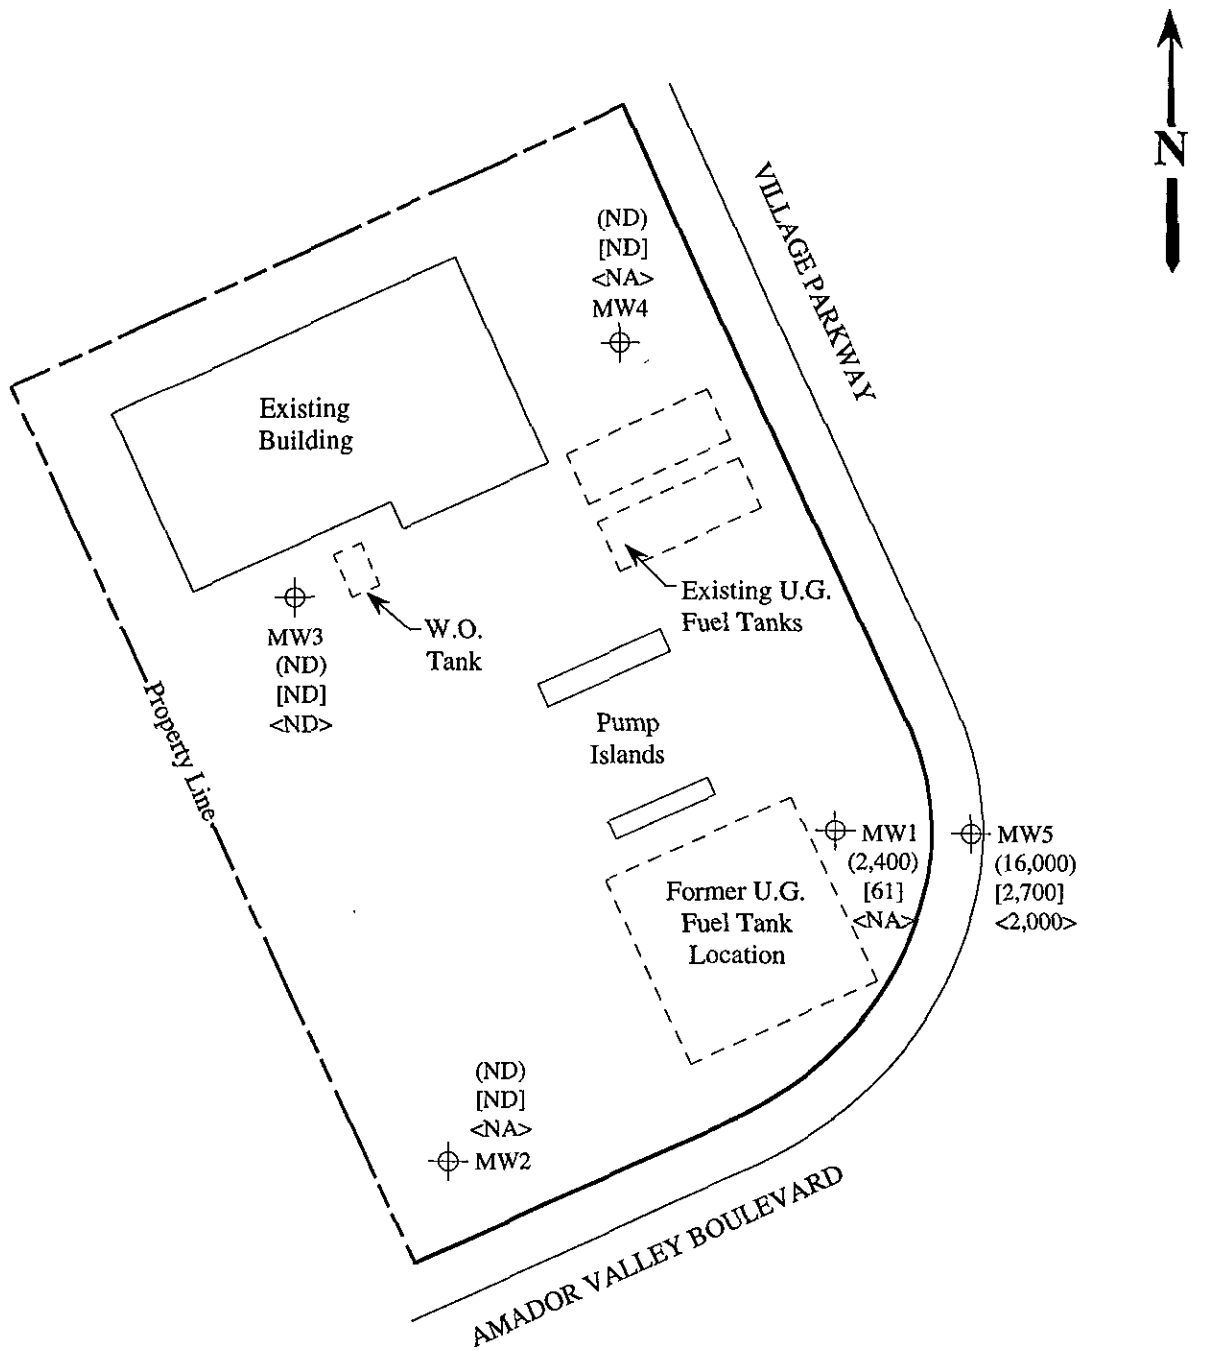 N
VILLAGE PARKWAY
(ND)
[ND]
<NA>
MW4
Existing
Building
Existing U.G.
Fuel Tanks
W.O.
Tank
MW3
(ND)
[ND]
<ND>
Property Line
Pump
Islands
MW1
(2,400)
[61]
<NA>
MW5
(16,000)
[2,700]
<2,000>
Former U.G.
Fuel Tank
Location
(ND)
[ND]
<NA>
MW2
AMADOR VALLEY BOULEVARD